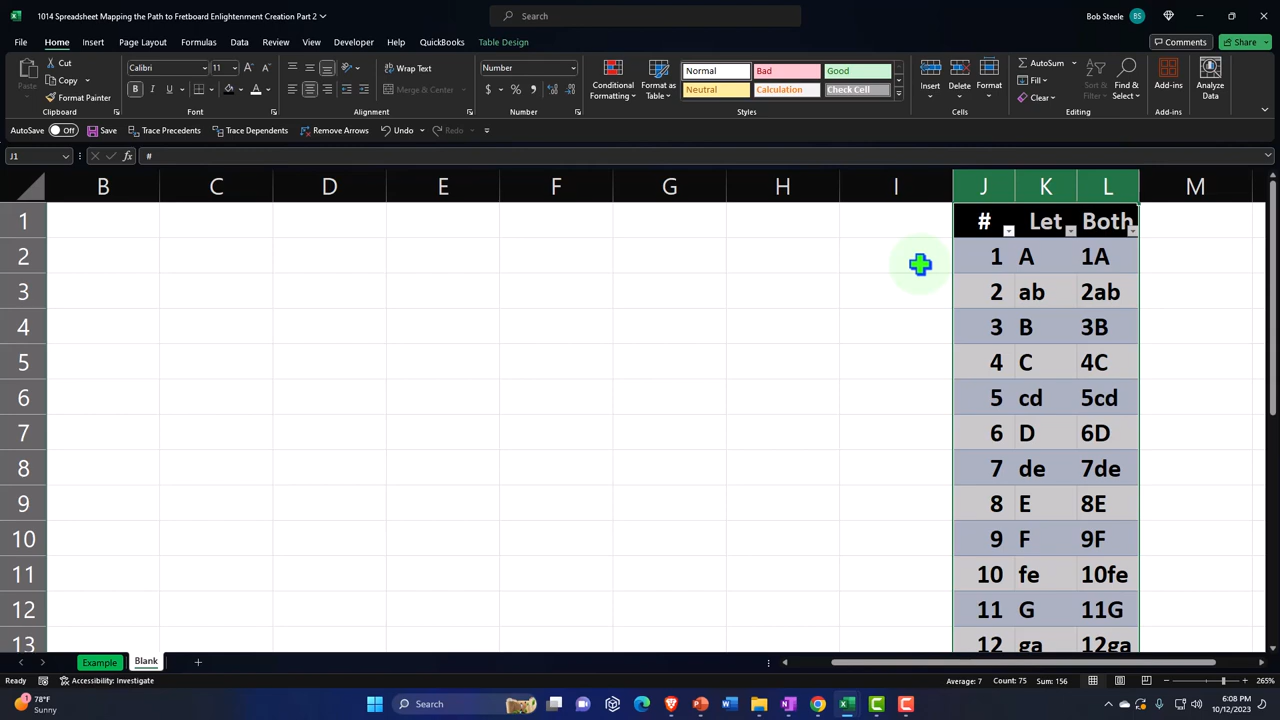 1014 Spreadsheet Mapping the Path to Fretboard Enlightenment Creation Part 2
Search
Bob Steele BS
File Home Insert Page Layout Formulas Data Review View Developer Help QuickBooks Table Design
Comments Share
Cut
Copy
Format Painter
Clipboard
Calibri 11
B I U
Font
Wrap Text
Merge & Center
Alignment
Number
$ % 9
Number
Conditional Formatting
Format as Table
Normal Bad Good
Neutral Calculation Check Cell
Styles
Insert Delete Format
Cells
AutoSum
Fill
Clear
Sort & Filter
Find & Select
Editing
Add-ins
Add-ins
Analyze Data
AutoSave Off Save Trace Precedents Trace Dependents Remove Arrows Undo Redo
J1 fx #
B C D E F G H I J K L M
1 # Let Both
2 1 A 1A
3 2 ab 2ab
4 3 B 3B
5 4 C 4C
6 5 cd 5cd
7 6 D 6D
8 7 de 7de
9 8 E 8E
10 9 F 9F
11 10 fe 10fe
12 11 G 11G
13 12 ga 12ga
Example Blank
Ready Accessibility: Investigate Average: 7 Count: 75 Sum: 156 265%
78°F
Sunny
Search
6:08 PM
10/12/2023